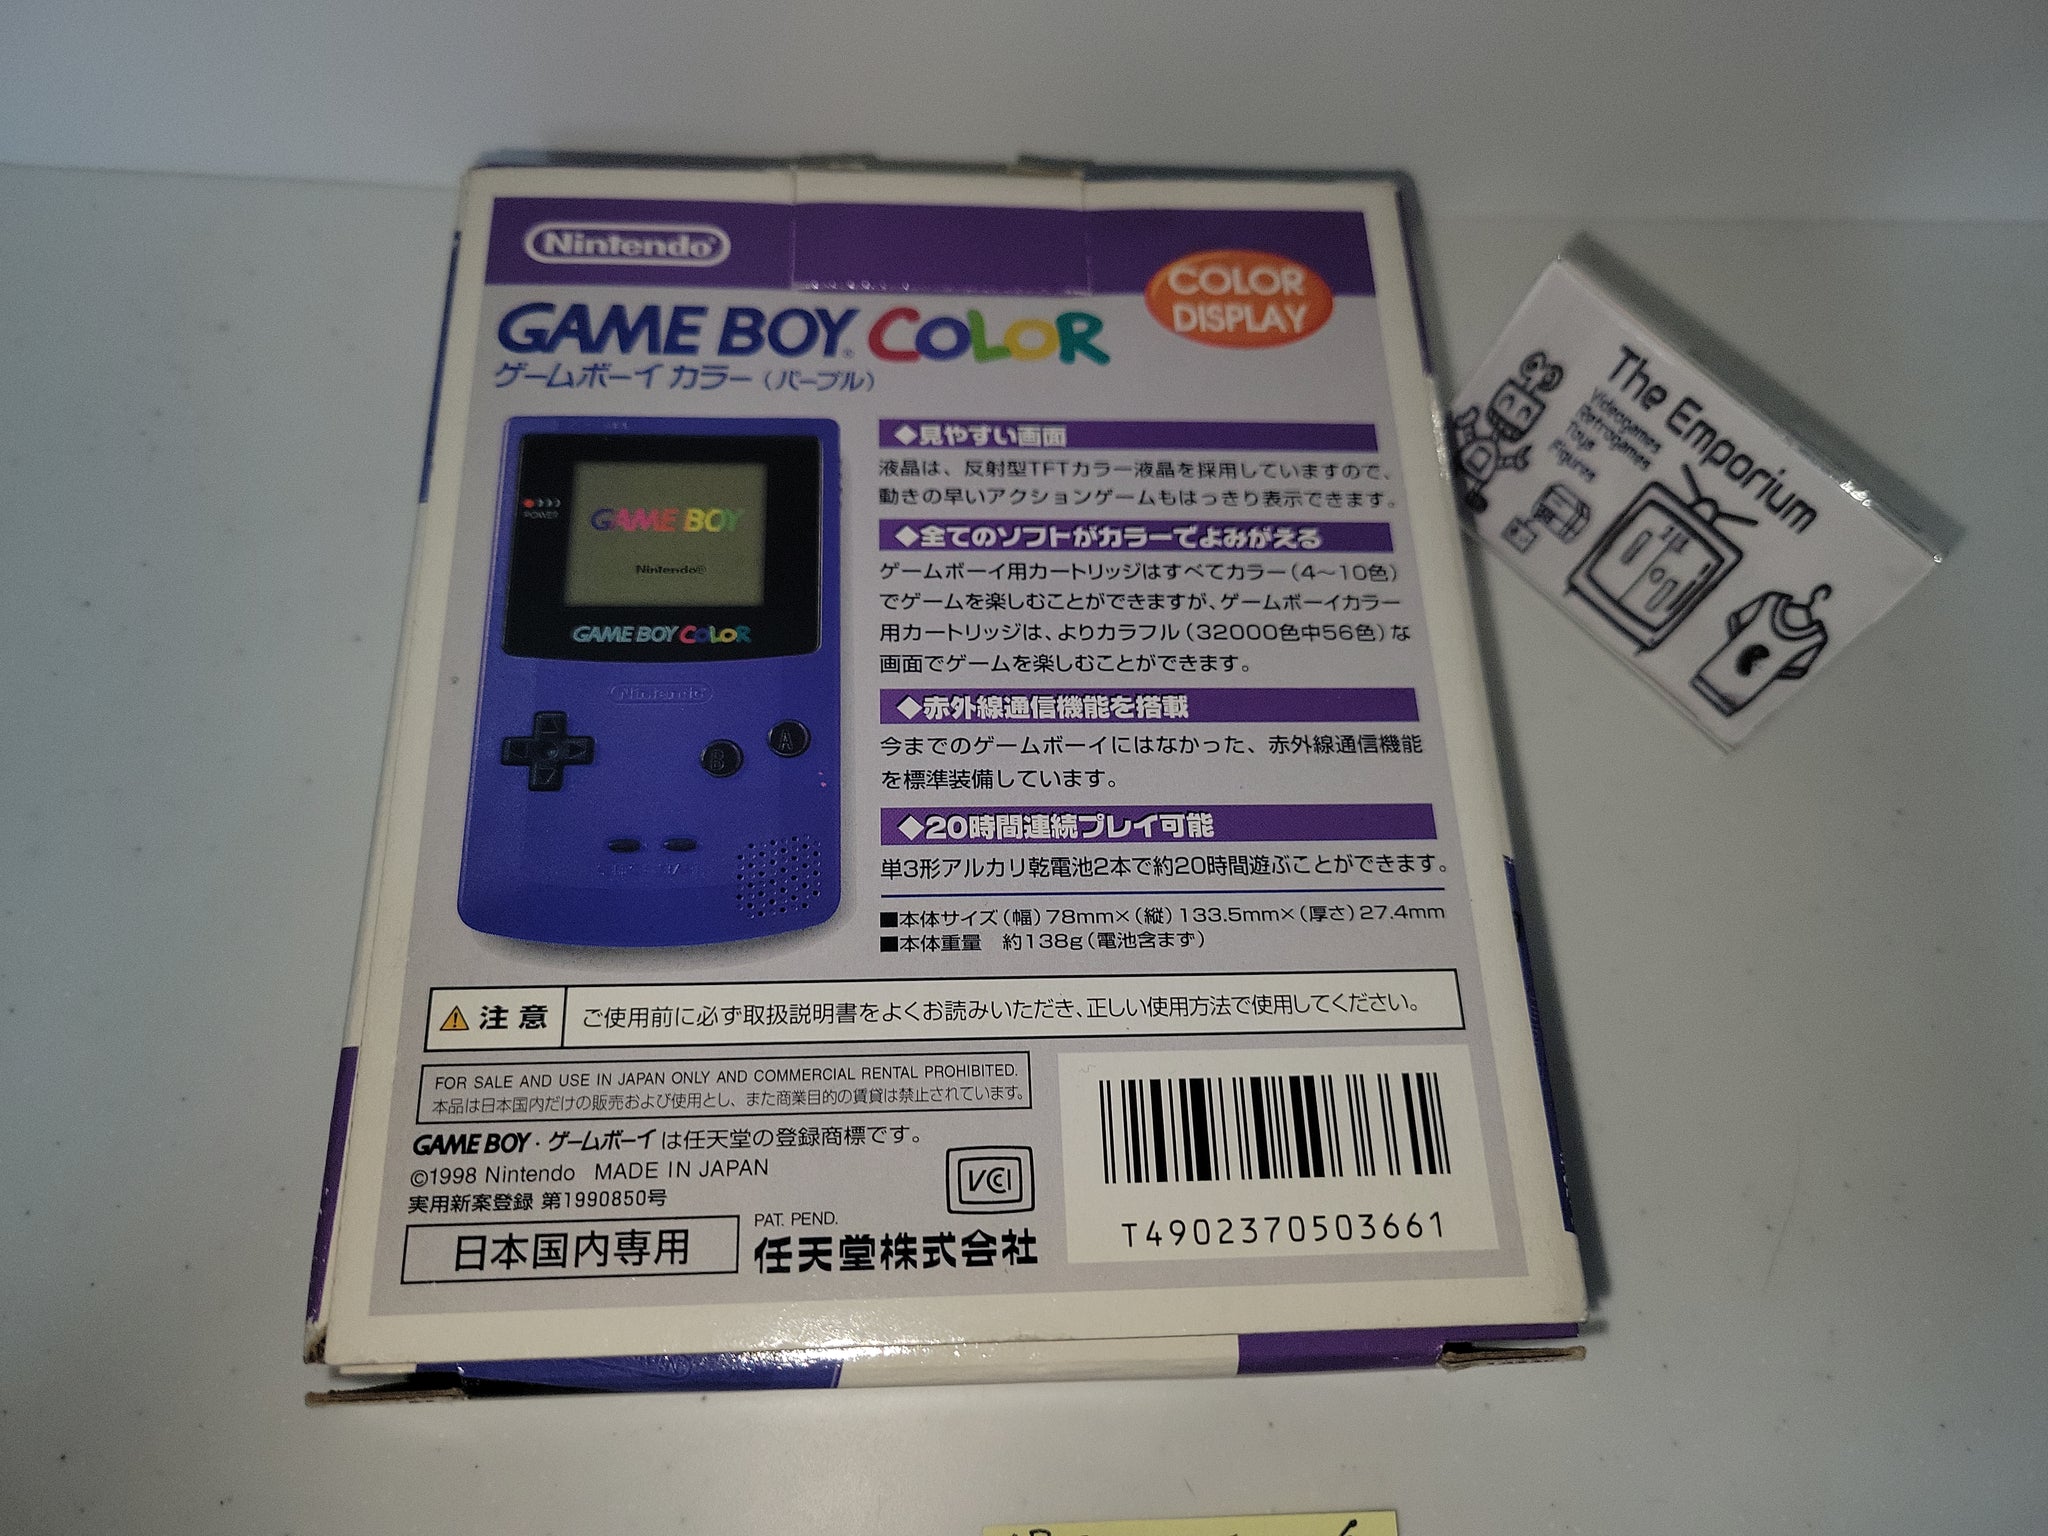 Nintendo
COLOR
DISPLAY
GAME BOY COLOR
ゲームボーイ カラー（パープル）
◆見やすい画面
液晶は、反射型TFTカラー液晶を採用していますので、
動きの早いアクションゲームもはっきり表示できます。
◆全てのソフトがカラーでよみがえる
ゲームボーイ用カートリッジはすべてカラー（4～10色）
でゲームを楽しむことができますが、ゲームボーイカラー
用カートリッジは、よりカラフル（32000色中56色）な
画面でゲームを楽しむことができます。
◆赤外線通信機能を搭載
今までのゲームボーイにはなかった、赤外線通信機能
を標準装備しています。
◆20時間連続プレイ可能
単3形アルカリ乾電池2本で約20時間遊ぶことができます。
■本体サイズ（幅）78mm×（縦）133.5mm×（厚さ）27.4mm
■本体重量 約138g（電池含まず）
POWER
GAME BOY
Nintendo®
GAME BOY COLOR
Nintendo
B
A
注意
ご使用前に必ず取扱説明書をよくお読みいただき、正しい使用方法で使用してください。
FOR SALE AND USE IN JAPAN ONLY AND COMMERCIAL RENTAL PROHIBITED.
本品は日本国内だけの販売および使用とし、また商業目的の賃貸は禁止されています。
GAME BOY・ゲームボーイは任天堂の登録商標です。
©1998 Nintendo MADE IN JAPAN
実用新案登録 第1990850号
VCI
日本国内専用
PAT. PEND.
任天堂株式会社
T4902370503661
The Emporium
Videogames
Retrogames
Toys
Figures